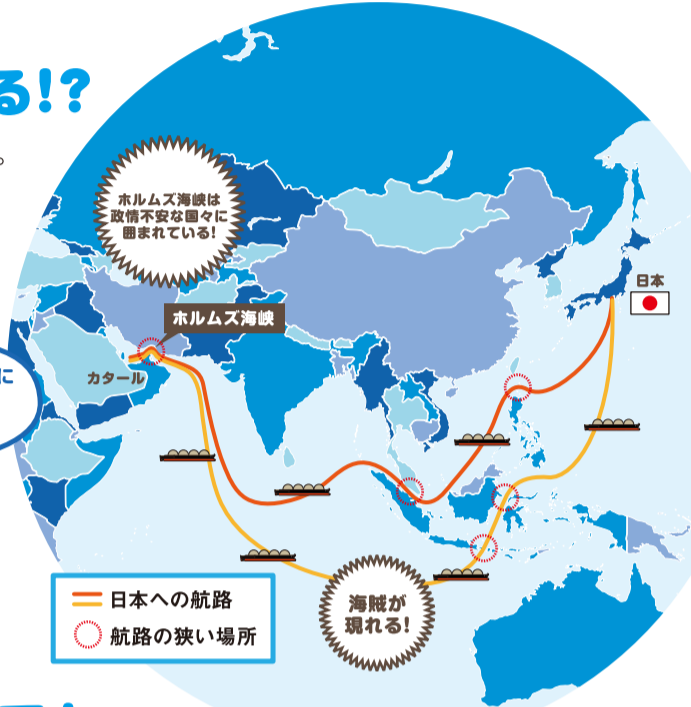 る!?
。
ホルムズ海峡は
政情不安な国々に
囲まれている!
日本
ホルムズ海峡
カタール
に
海賊が
現れる!
日本への航路
航路の狭い場所